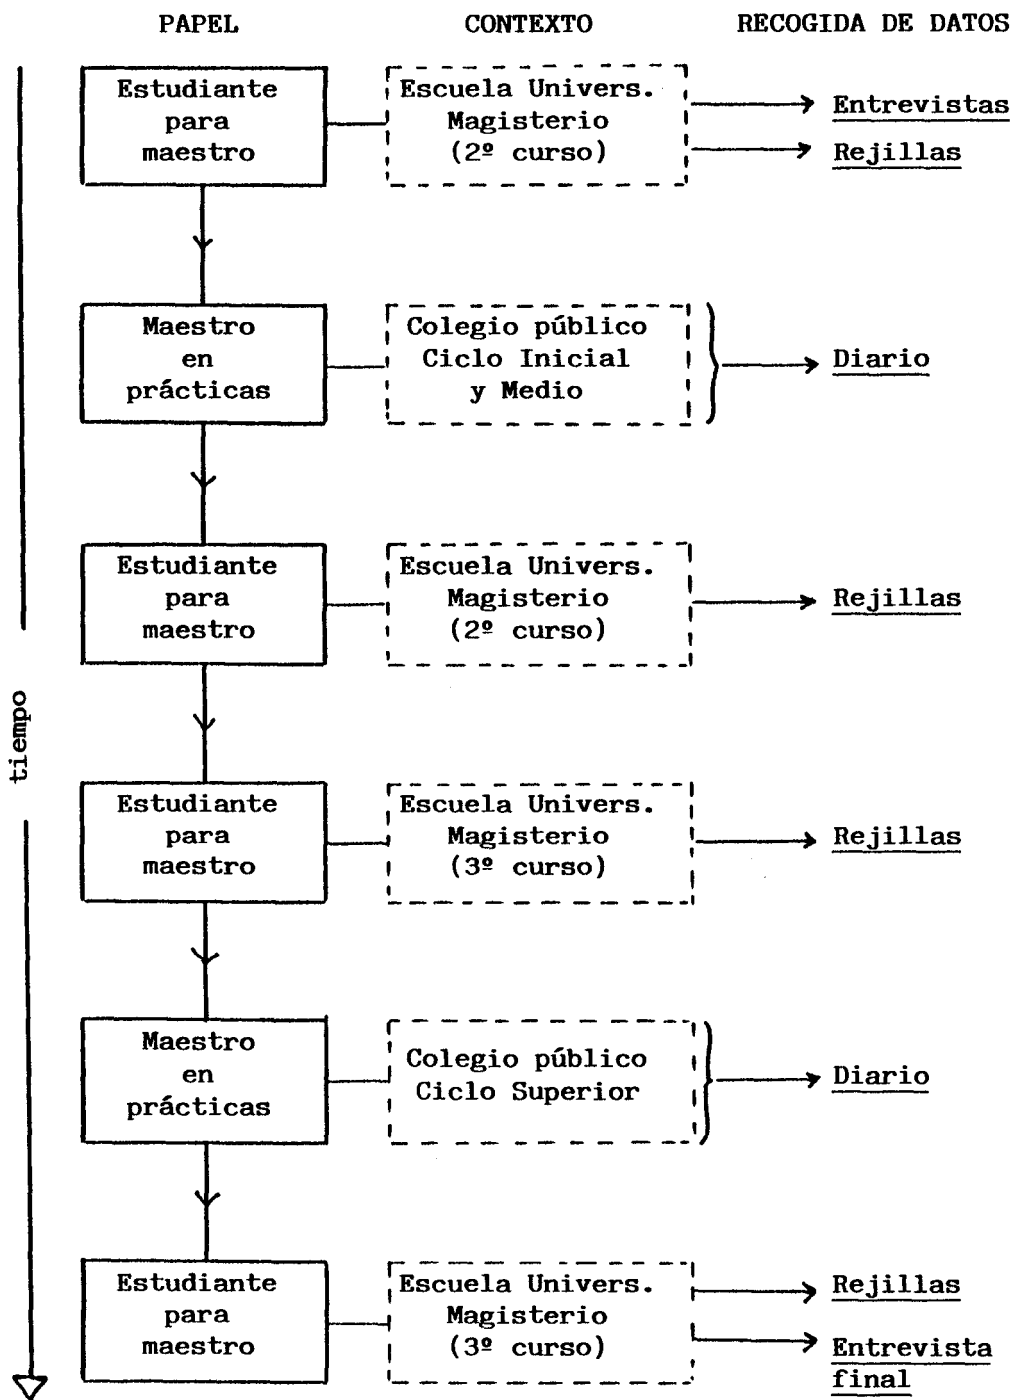 PAPEL CONTEXTO RECOGIDA DE DATOS
Estudiante
para
maestro
Escuela Univers.
Magisterio
(2º curso)
Entrevistas
Rejillas
Maestro
en
prácticas
Colegio público
Ciclo Inicial
y Medio
Diario
Estudiante
para
maestro
Escuela Univers.
Magisterio
(2º curso)
Rejillas
tiempo
Estudiante
para
maestro
Escuela Univers.
Magisterio
(3º curso)
Rejillas
Maestro
en
prácticas
Colegio público
Ciclo Superior
Diario
Estudiante
para
maestro
Escuela Univers.
Magisterio
(3º curso)
Rejillas
Entrevista
final